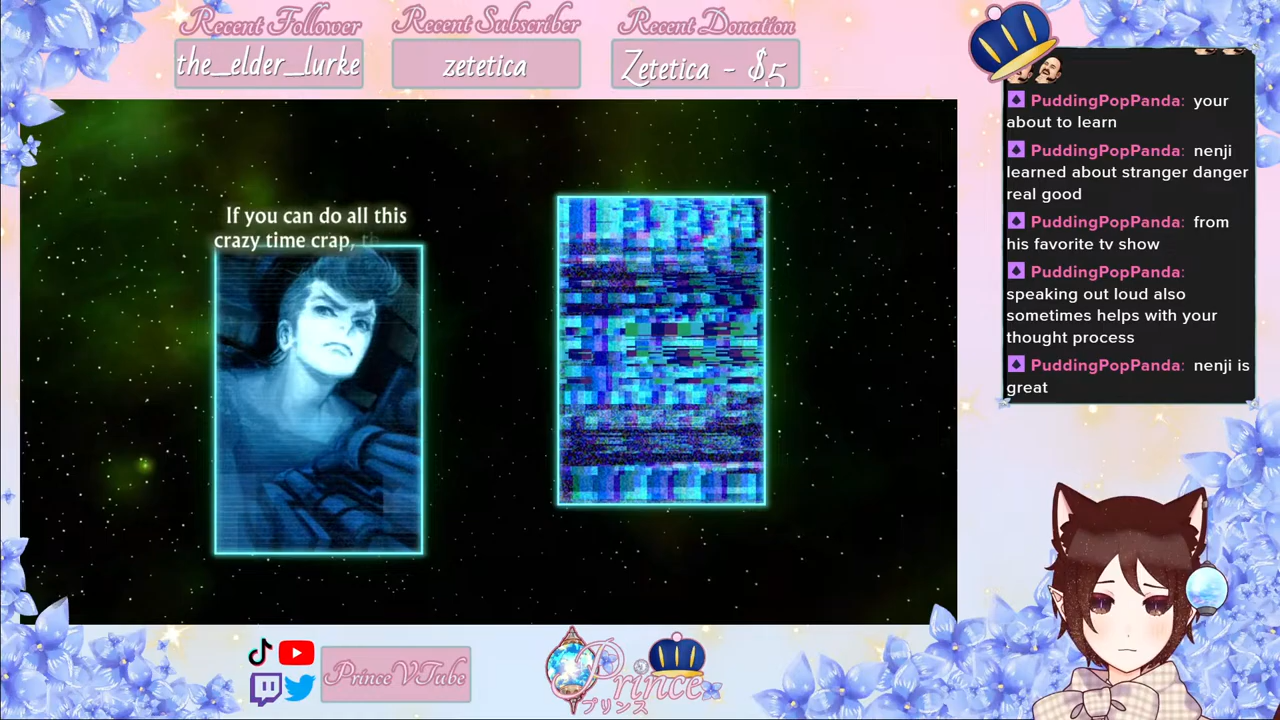 Recent Follower
Recent Subscriber
Recent Donation
the_elder_lurke
zetetica
Zetetica - $5
If you can do all this
crazy time crap, th
PuddingPopPanda: your
about to learn
PuddingPopPanda: nenji
learned about stranger danger
real good
PuddingPopPanda: from
his favorite tv show
PuddingPopPanda:
speaking out loud also
sometimes helps with your
thought process
PuddingPopPanda: nenji is
great
Prince VTube
Prince
プリンス